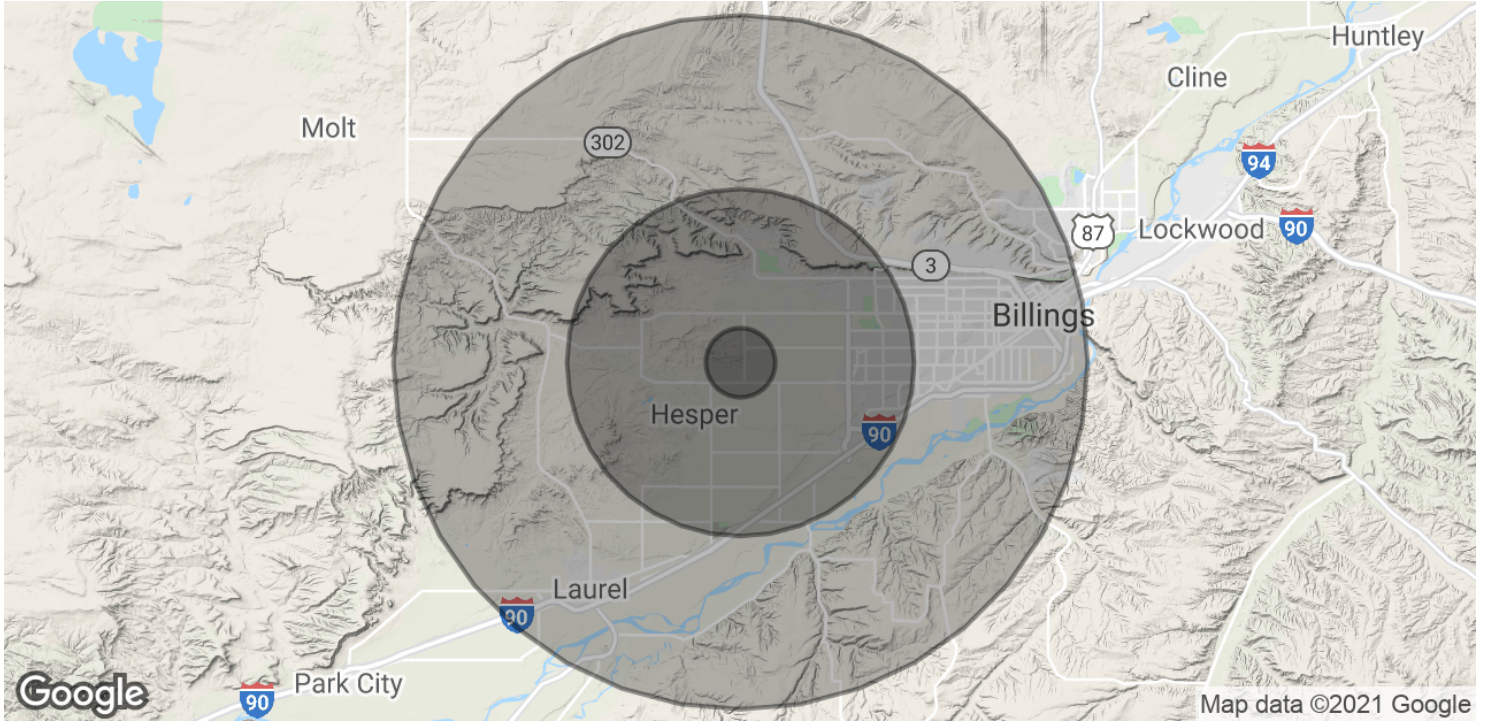 Huntley
Cline
Molt
302
94
87
Lockwood
90
3
Billings
Hesper
90
Laurel
90
Park City
90
Google
Map data ©2021 Google